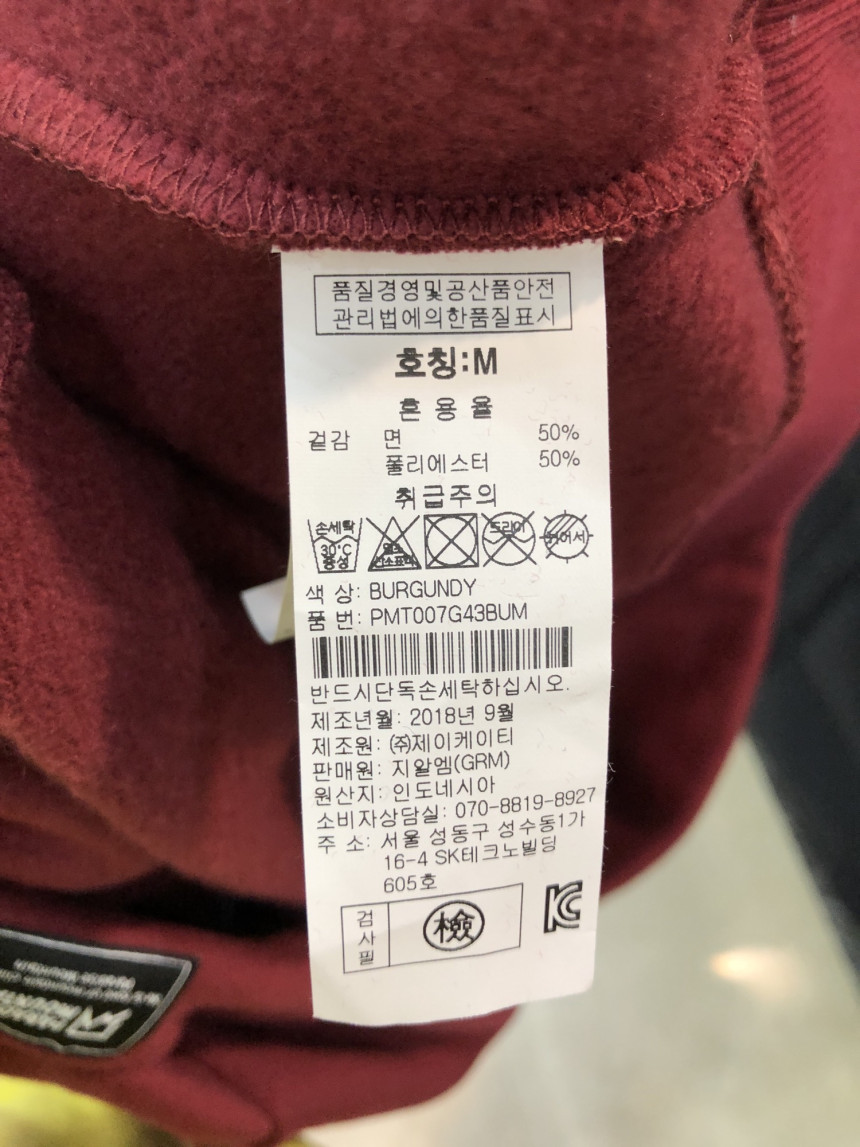 품질경영및공산품안전
관리법에의한품질표시
호칭:M
혼 용 율
겉감 면 50%
폴리에스터 50%
취급주의
손세탁
30°C
중성
드라이
색 상: BURGUNDY
품 번: PMT007G43BUM
반드시단독손세탁하십시오.
제조년월: 2018년 9월
제조원: ㈜제이케이티
판매원: 지알엠(GRM)
원산지: 인도네시아
소비자상담실: 070-8819-8927
주 소: 서울 성동구 성수동1가
16-4 SK테크노빌딩
605호
검사필 檢